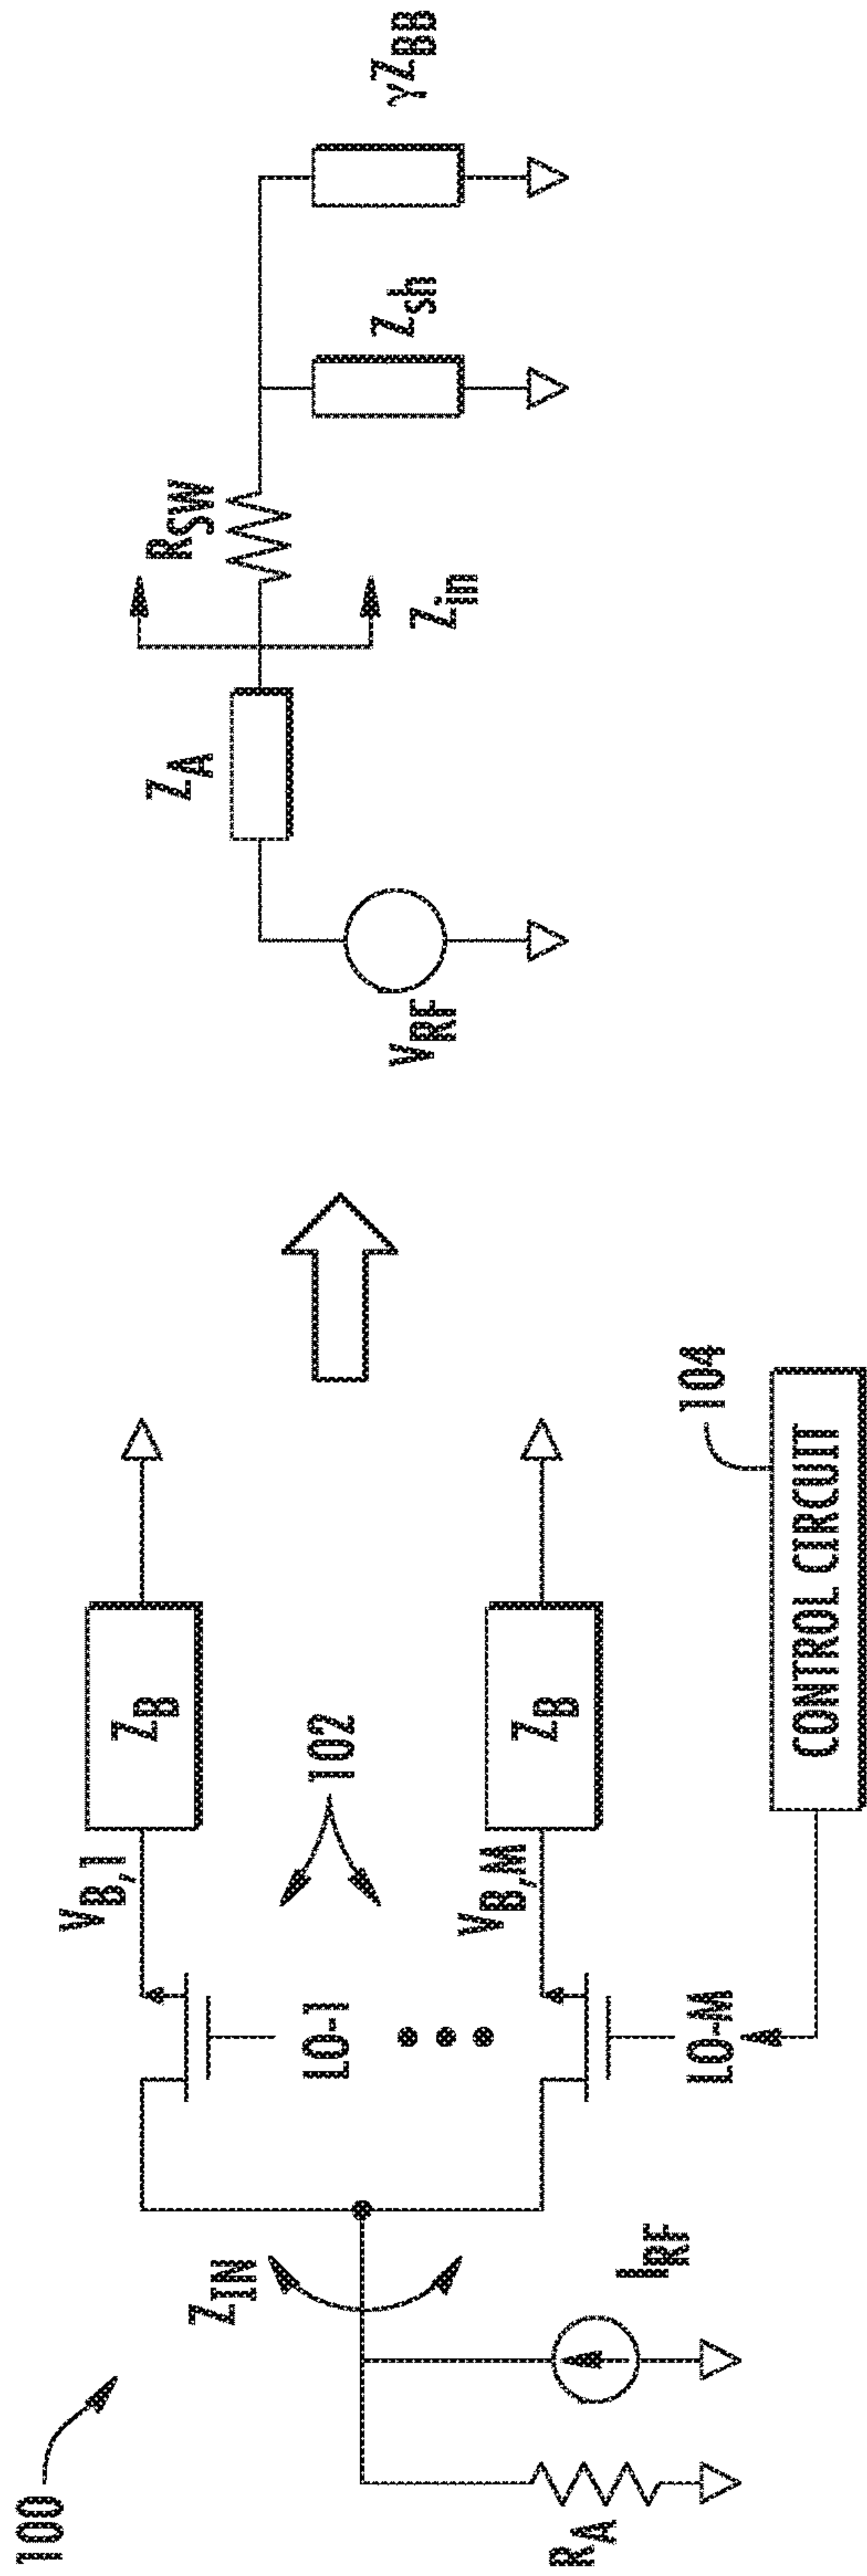 100
R_A
I_RF
Z_IN
LO-1
LO-M
V_B,1
V_B,M
102
Z_B
Z_B
CONTROL CIRCUIT
104
V_RF
Z_A
Z_in
R_SW
Z_sh
γZ_BB